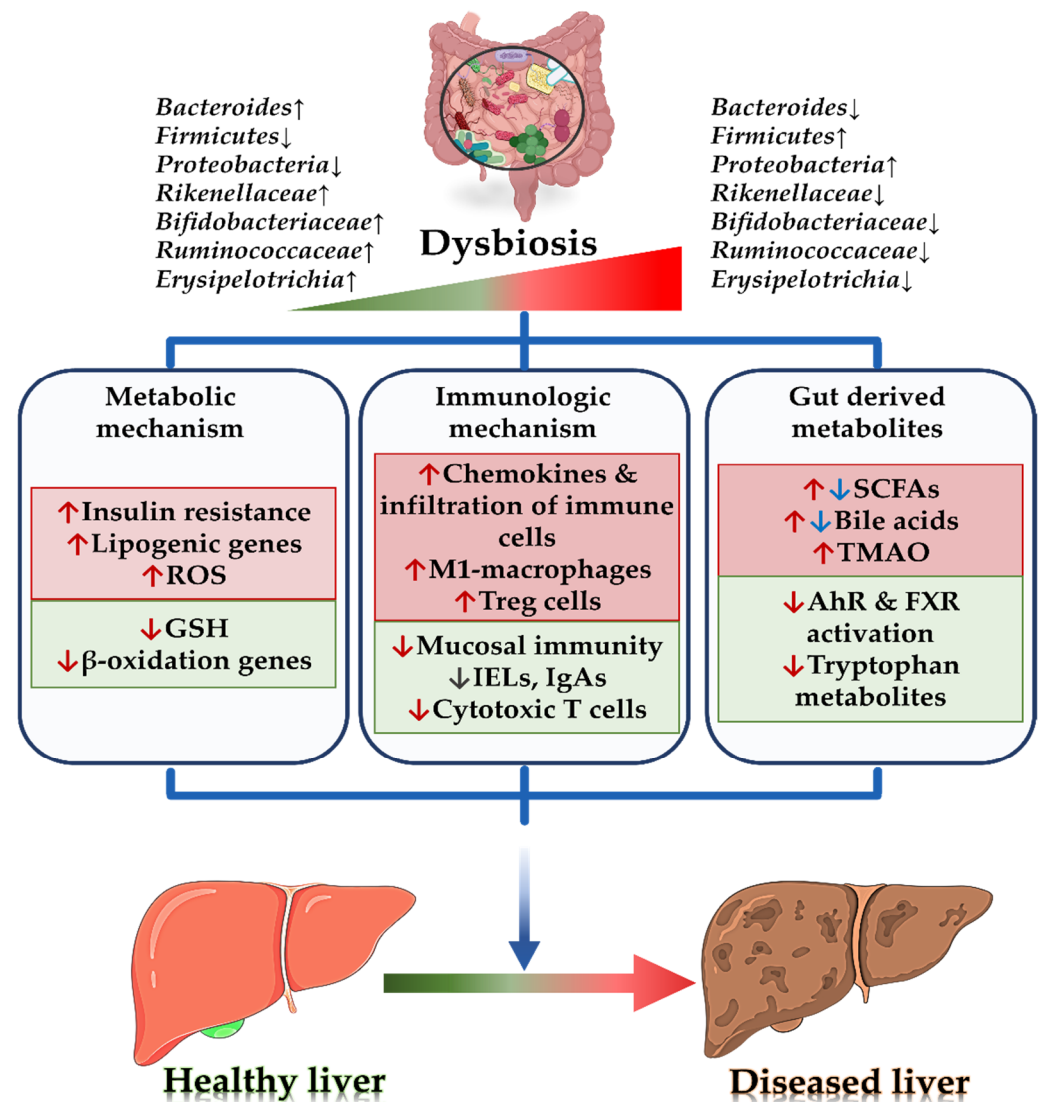 Bacteroides↑
Firmicutes↓
Proteobacteria↓
Rikenellaceae↑
Bifidobacteriaceae↑
Ruminococcaceae↑
Erysipelotrichia↑
Bacteroides↓
Firmicutes↑
Proteobacteria↑
Rikenellaceae↓
Bifidobacteriaceae↓
Ruminococcaceae↓
Erysipelotrichia↓
Dysbiosis
Metabolic
mechanism
↑Insulin resistance
↑Lipogenic genes
↑ROS
↓GSH
↓β-oxidation genes
Immunologic
mechanism
↑Chemokines &
infiltration of immune
cells
↑M1-macrophages
↑Treg cells
↓Mucosal immunity
↓IELs, IgAs
↓Cytotoxic T cells
Gut derived
metabolites
↑↓SCFAs
↑↓Bile acids
↑TMAO
↓AhR & FXR
activation
↓Tryptophan
metabolites
Healthy liver
Diseased liver